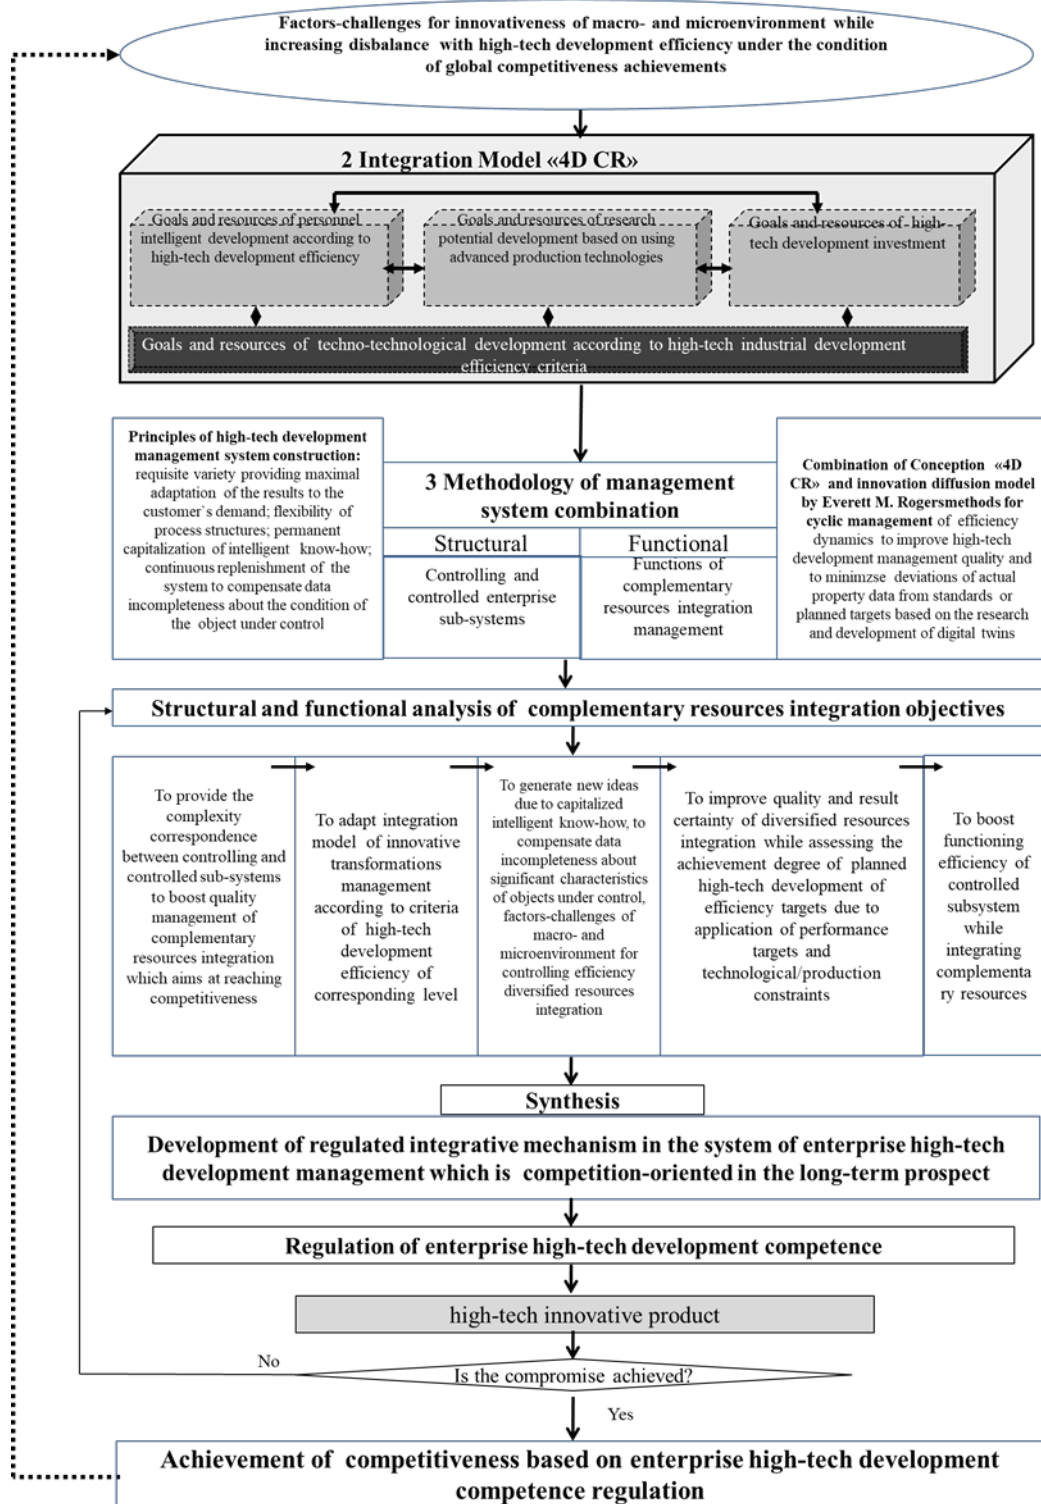 Factors-challenges for innovativeness of macro- and microenvironment while
increasing disbalance with high-tech development efficiency under the condition
of global competitiveness achievements
2 Integration Model «4D CR»
Goals and resources of personnel
intelligent development according to
high-tech development efficiency
Goals and resources of research
potential development based on using
advanced production technologies
Goals and resources of high-
tech development investment
Goals and resources of techno-technological development according to high-tech industrial development
efficiency criteria
Principles of high-tech development
management system construction:
requisite variety providing maximal
adaptation of the results to the
customer`s demand; flexibility of
process structures; permanent
capitalization of intelligent know-how;
continuous replenishment of the
system to compensate data
incompleteness about the condition of
the object under control
3 Methodology of management
system combination
Structural
Functional
Controlling and
controlled enterprise
sub-systems
Functions of
complementary
resources integration
management
Combination of Conception «4D
CR» and innovation diffusion model
by Everett M. Rogersmethods for
cyclic management of efficiency
dynamics to improve high-tech
development management quality and
to minimzse deviations of actual
property data from standards or
planned targets based on the research
and development of digital twins
Structural and functional analysis of complementary resources integration objectives
To provide the
complexity
correspondence
between controlling and
controlled sub-systems
to boost quality
management of
complementary
resources integration
which aims at reaching
competitiveness
To adapt integration
model of innovative
transformations
management
according to criteria
of high-tech
development
efficiency of
corresponding level
To generate new ideas
due to capitalized
intelligent know-how, to
compensate data
incompleteness about
significant characteristics
of objects under control,
factors-challenges of
macro- and
microenvironment for
controlling efficiency
diversified resources
integration
To improve quality and result
certainty of diversified resources
integration while assessing the
achievement degree of planned
high-tech development of
efficiency targets due to
application of performance
targets and
technological/production
constraints
To boost
functioning
efficiency of
controlled
subsystem
while
integrating
complementa
ry resources
Synthesis
Development of regulated integrative mechanism in the system of enterprise high-tech
development management which is competition-oriented in the long-term prospect
Regulation of enterprise high-tech development competence
high-tech innovative product
No
Is the compromise achieved?
Yes
Achievement of competitiveness based on enterprise high-tech development
competence regulation